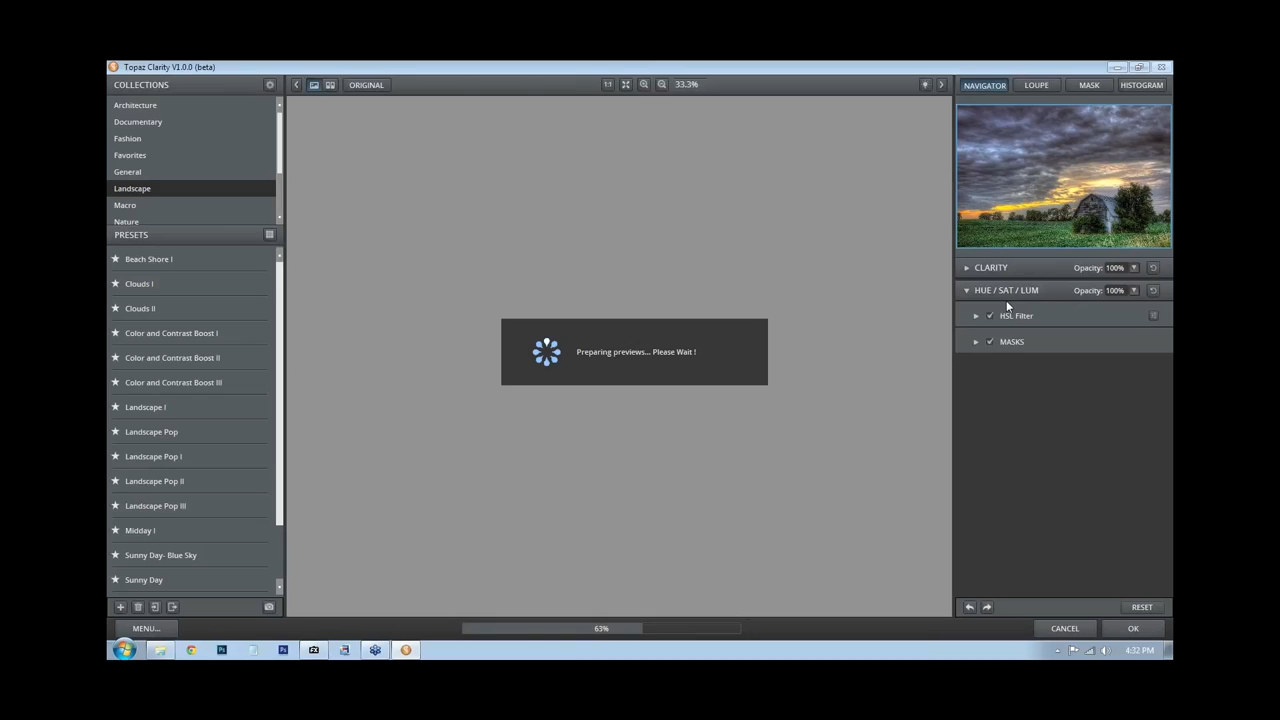 Topaz Clarity V1.0.0 (beta)
COLLECTIONS
ORIGINAL
1:1
33.3%
NAVIGATOR
LOUPE
MASK
HISTOGRAM
Architecture
Documentary
Fashion
Favorites
General
Landscape
Macro
Nature
PRESETS
Beach Shore I
Clouds I
Clouds II
Color and Contrast Boost I
Color and Contrast Boost II
Color and Contrast Boost III
Landscape I
Landscape Pop
Landscape Pop I
Landscape Pop II
Landscape Pop III
Midday I
Sunny Day- Blue Sky
Sunny Day
Preparing previews... Please Wait !
CLARITY Opacity: 100%
HUE / SAT / LUM Opacity: 100%
HSL Filter
MASKS
RESET
MENU...
63%
CANCEL
OK
Ps
Ps
FX
4:32 PM